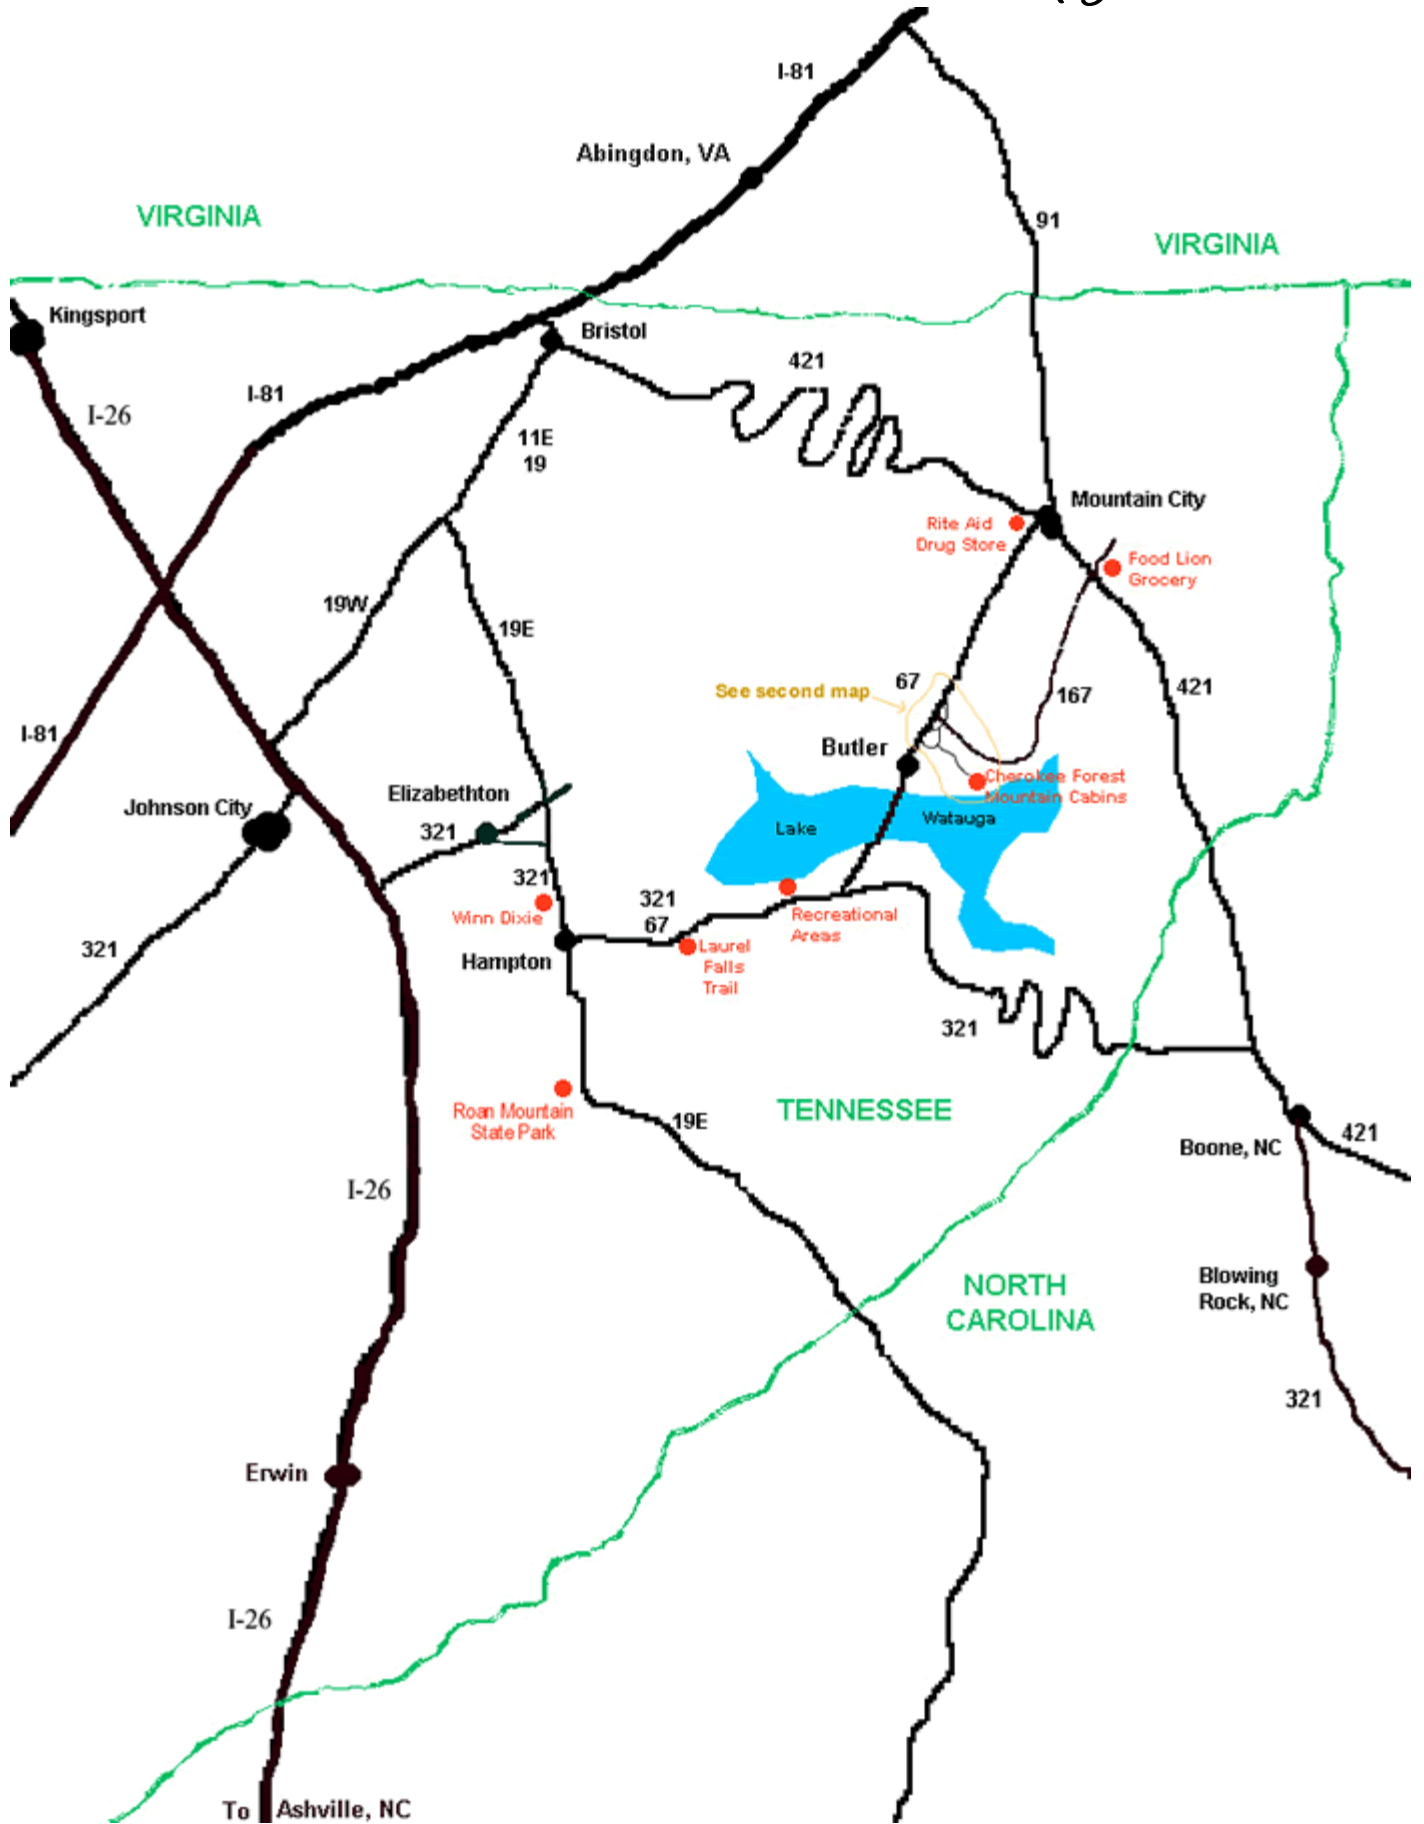 I-81
Abingdon, VA
VIRGINIA
91
VIRGINIA
Kingsport
Bristol
421
I-81
I-26
11E
19
Mountain City
Rite Aid
Drug Store
Food Lion
Grocery
19W
19E
67
See second map
167
421
I-81
Butler
Cherokee Forest
Mountain Cabins
Elizabethton
Johnson City
321
Lake
Watauga
321
321
67
Winn Dixie
Recreational
Areas
321
Hampton
Laurel
Falls
Trail
321
Roan Mountain
State Park
TENNESSEE
19E
421
Boone, NC
I-26
NORTH
CAROLINA
Blowing
Rock, NC
321
Erwin
I-26
To Ashville, NC